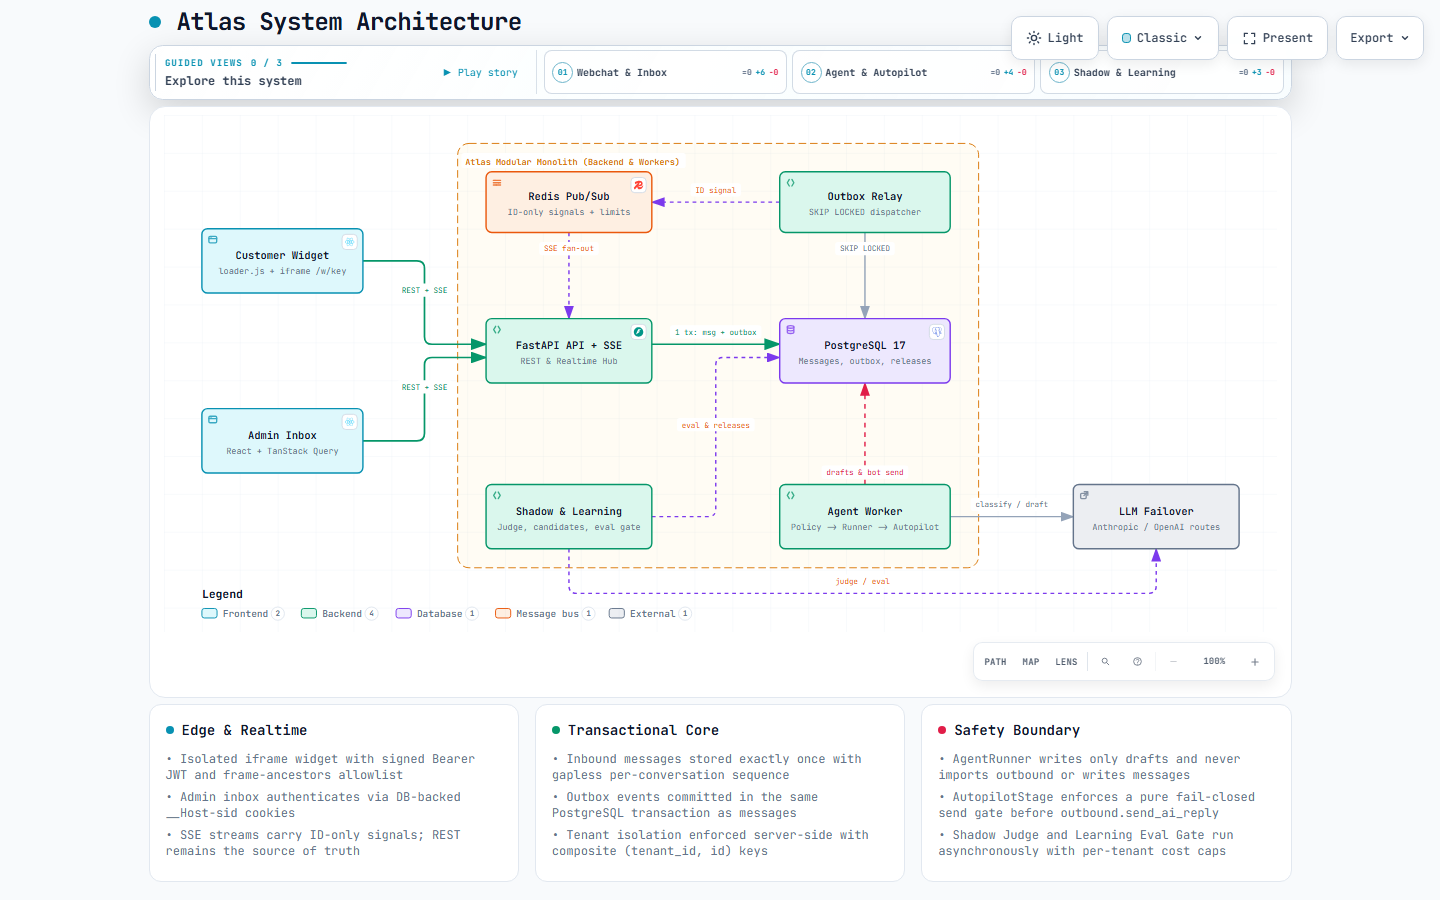 Atlas System Architecture
Light
Classic
Present
Export
GUIDED VIEWS 0 / 3
Explore this system
▶ Play story
01 Webchat & Inbox =0 +6 -0
02 Agent & Autopilot =0 +4 -0
03 Shadow & Learning =0 +3 -0
Atlas Modular Monolith (Backend & Workers)
Redis Pub/Sub
ID-only signals + limits
ID signal
Outbox Relay
SKIP LOCKED dispatcher
SSE fan-out
SKIP LOCKED
Customer Widget
loader.js + iframe /w/key
REST + SSE
FastAPI API + SSE
REST & Realtime Hub
1 tx: msg + outbox
PostgreSQL 17
Messages, outbox, releases
REST + SSE
Admin Inbox
React + TanStack Query
eval & releases
drafts & bot send
Shadow & Learning
Judge, candidates, eval gate
Agent Worker
Policy → Runner → Autopilot
classify / draft
LLM Failover
Anthropic / OpenAI routes
judge / eval
Legend
Frontend 2
Backend 4
Database 1
Message bus 1
External 1
PATH
MAP
LENS
− 100% +
Edge & Realtime
• Isolated iframe widget with signed Bearer
JWT and frame-ancestors allowlist
• Admin inbox authenticates via DB-backed
__Host-sid cookies
• SSE streams carry ID-only signals; REST
remains the source of truth
Transactional Core
• Inbound messages stored exactly once with
gapless per-conversation sequence
• Outbox events committed in the same
PostgreSQL transaction as messages
• Tenant isolation enforced server-side with
composite (tenant_id, id) keys
Safety Boundary
• AgentRunner writes only drafts and never
imports outbound or writes messages
• AutopilotStage enforces a pure fail-closed
send gate before outbound.send_ai_reply
• Shadow Judge and Learning Eval Gate run
asynchronously with per-tenant cost caps